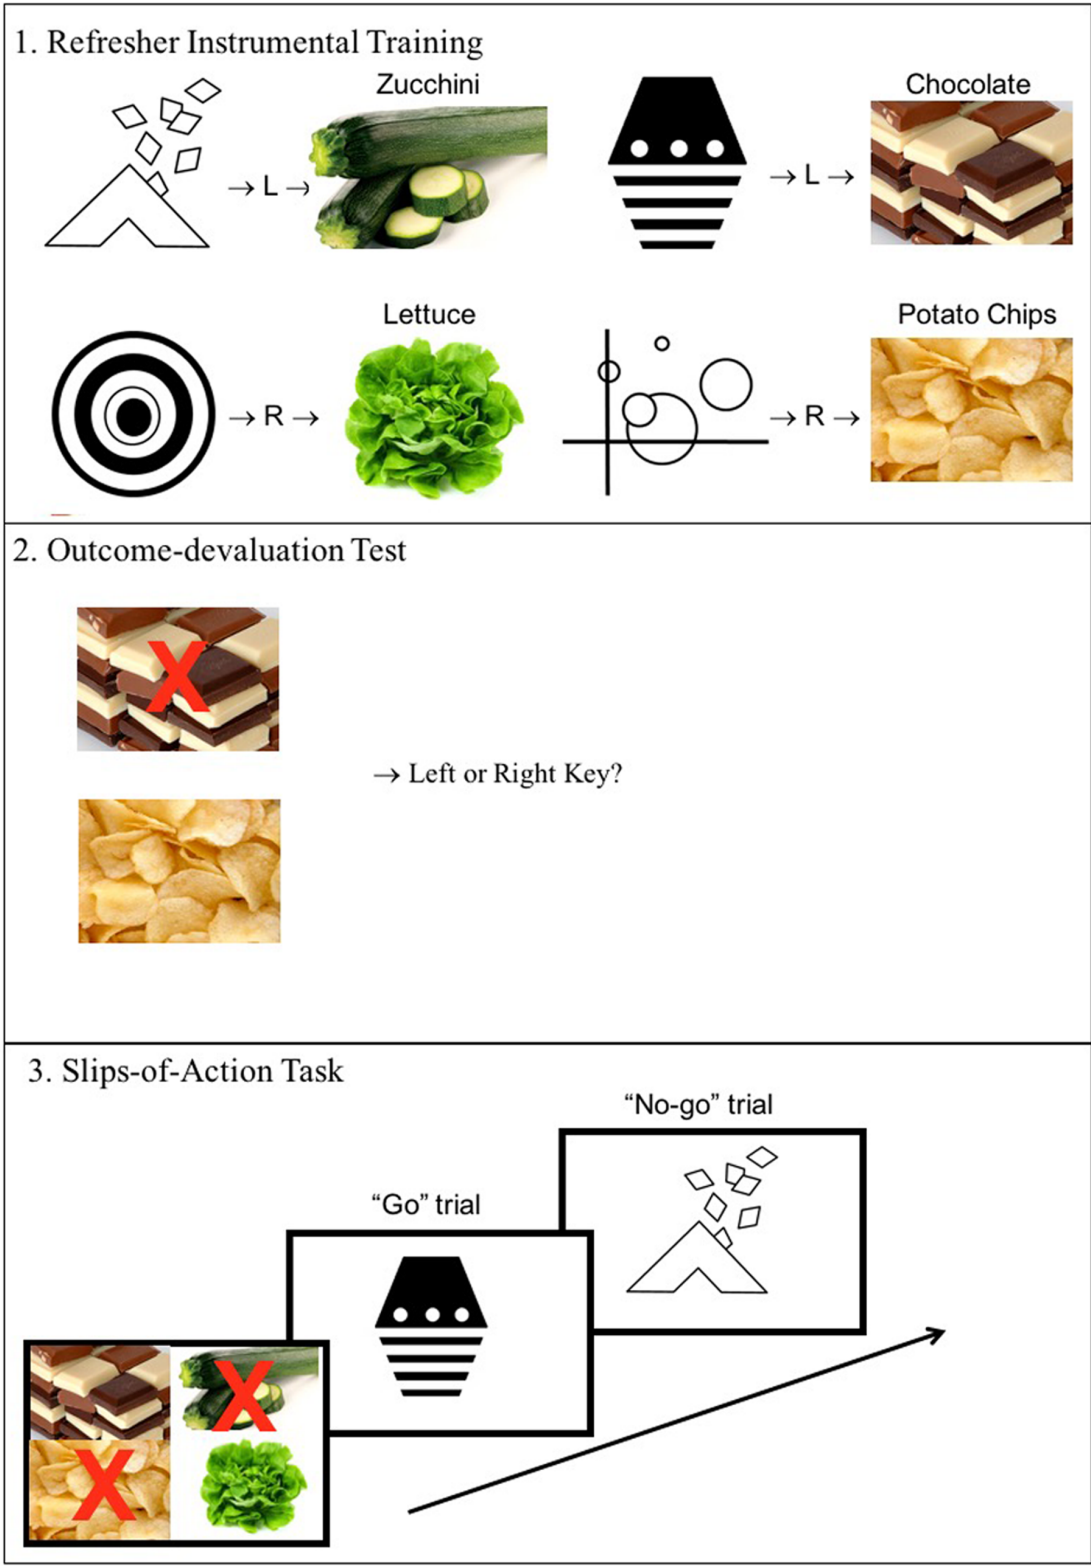 1. Refresher Instrumental Training
Zucchini
→ L →
Chocolate
→ L →
Lettuce
→ R →
Potato Chips
→ R →
2. Outcome-devaluation Test
X
→ Left or Right Key?
3. Slips-of-Action Task
“No-go” trial
“Go” trial
X
X